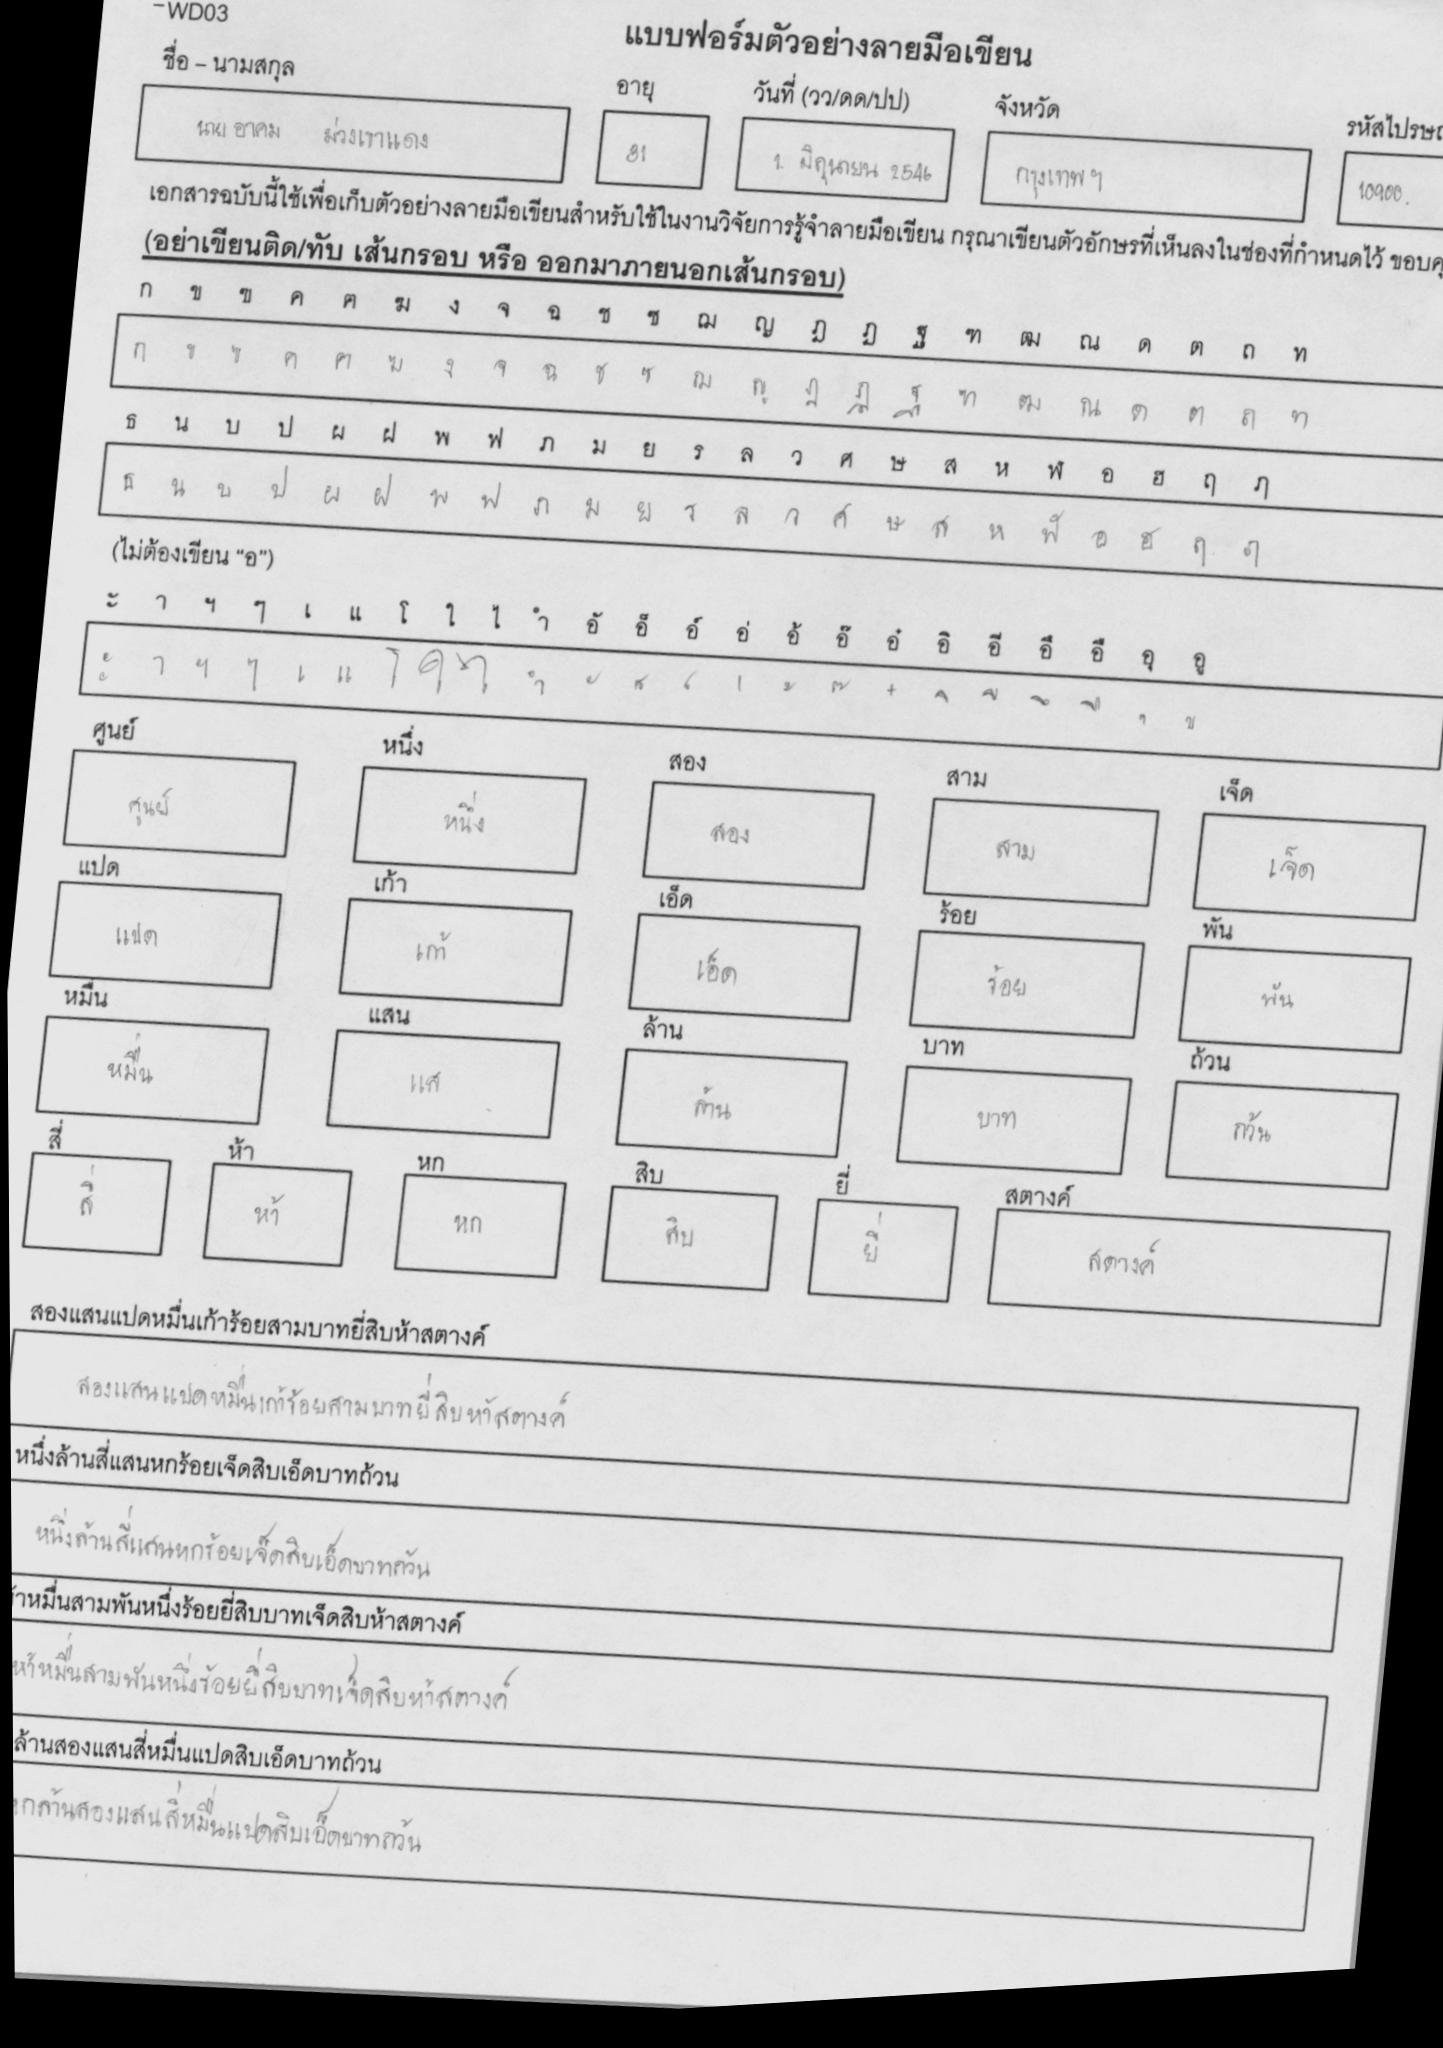 -WD03
แบบฟอร์มตัวอย่างลายมือเขียน
ชื่อ – นามสกุล อายุ วันที่ (วว/ดด/ปป) จังหวัด รหัสไปรษณ
นาย อาคม ม่วงเขาแดง 31 1. มิถุนายน 2546 กรุงเทพฯ 10900.
เอกสารฉบับนี้ใช้เพื่อเก็บตัวอย่างลายมือเขียนสำหรับใช้ในงานวิจัยการรู้จำลายมือเขียน กรุณาเขียนตัวอักษรที่เห็นลงในช่องที่กำหนดไว้ ขอบคุ
(อย่าเขียนติด/ทับ เส้นกรอบ หรือ ออกมาภายนอกเส้นกรอบ)
ก ข ฃ ค ฅ ฆ ง จ ฉ ช ซ ฌ ญ ฎ ฏ ฐ ฑ ฒ ณ ด ต ถ ท
ก ข ฃ ค ฅ ฆ ง จ ฉ ช ซ ฌ ญ ฎ ฏ ฐ ฑ ฒ ณ ด ต ถ ท
ธ น บ ป ผ ฝ พ ฟ ภ ม ย ร ล ว ศ ษ ส ห ฬ อ ฮ ฤ ฦ
ธ น บ ป ผ ฝ พ ฟ ภ ม ย ร ล ว ศ ษ ส ห ฬ อ ฮ ฤ ฦ
(ไม่ต้องเขียน “อ”)
ะ า ฯ ๆ เ แ โ ใ ไ ำ อั อ็ อ์ อ่ อ้ อ๊ อ๋ อิ อี อึ อื อุ อู
ะ า ฯ ๆ เ แ โ ใ ไ ำ ั ็ ์ ่ ้ ๊ ๋ ิ ี ึ ื ุ ู
ศูนย์ หนึ่ง สอง สาม เจ็ด
ศูนย์ หนึ่ง สอง สาม เจ็ด
แปด เก้า เอ็ด ร้อย พัน
แปด เก้า เอ็ด ร้อย พัน
หมื่น แสน ล้าน บาท ถ้วน
หมื่น แส ล้าน บาท ถว้น
สี่ ห้า หก สิบ ยี่ สตางค์
สี่ ห้า หก สิบ ยี่ สตางค์
สองแสนแปดหมื่นเก้าร้อยสามบาทยี่สิบห้าสตางค์
สองแสนแปดหมื่นเก้าร้อยสามบาทยี่สิบห้าสตางค์
หนึ่งล้านสี่แสนหกร้อยเจ็ดสิบเอ็ดบาทถ้วน
หนึ่งล้านสี่แสนหกร้อยเจ็ดสิบเอ็ดบาทถว้น
ห้าหมื่นสามพันหนึ่งร้อยยี่สิบบาทเจ็ดสิบห้าสตางค์
ห้าหมื่นสามพันหนึ่งร้อยยี่สิบบาทเจ็ดสิบห้าสตางค์
ล้านสองแสนสี่หมื่นแปดสิบเอ็ดบาทถ้วน
หกล้านสองแสนสี่หมื่นแปดสิบเอ็ดบาทถว้น